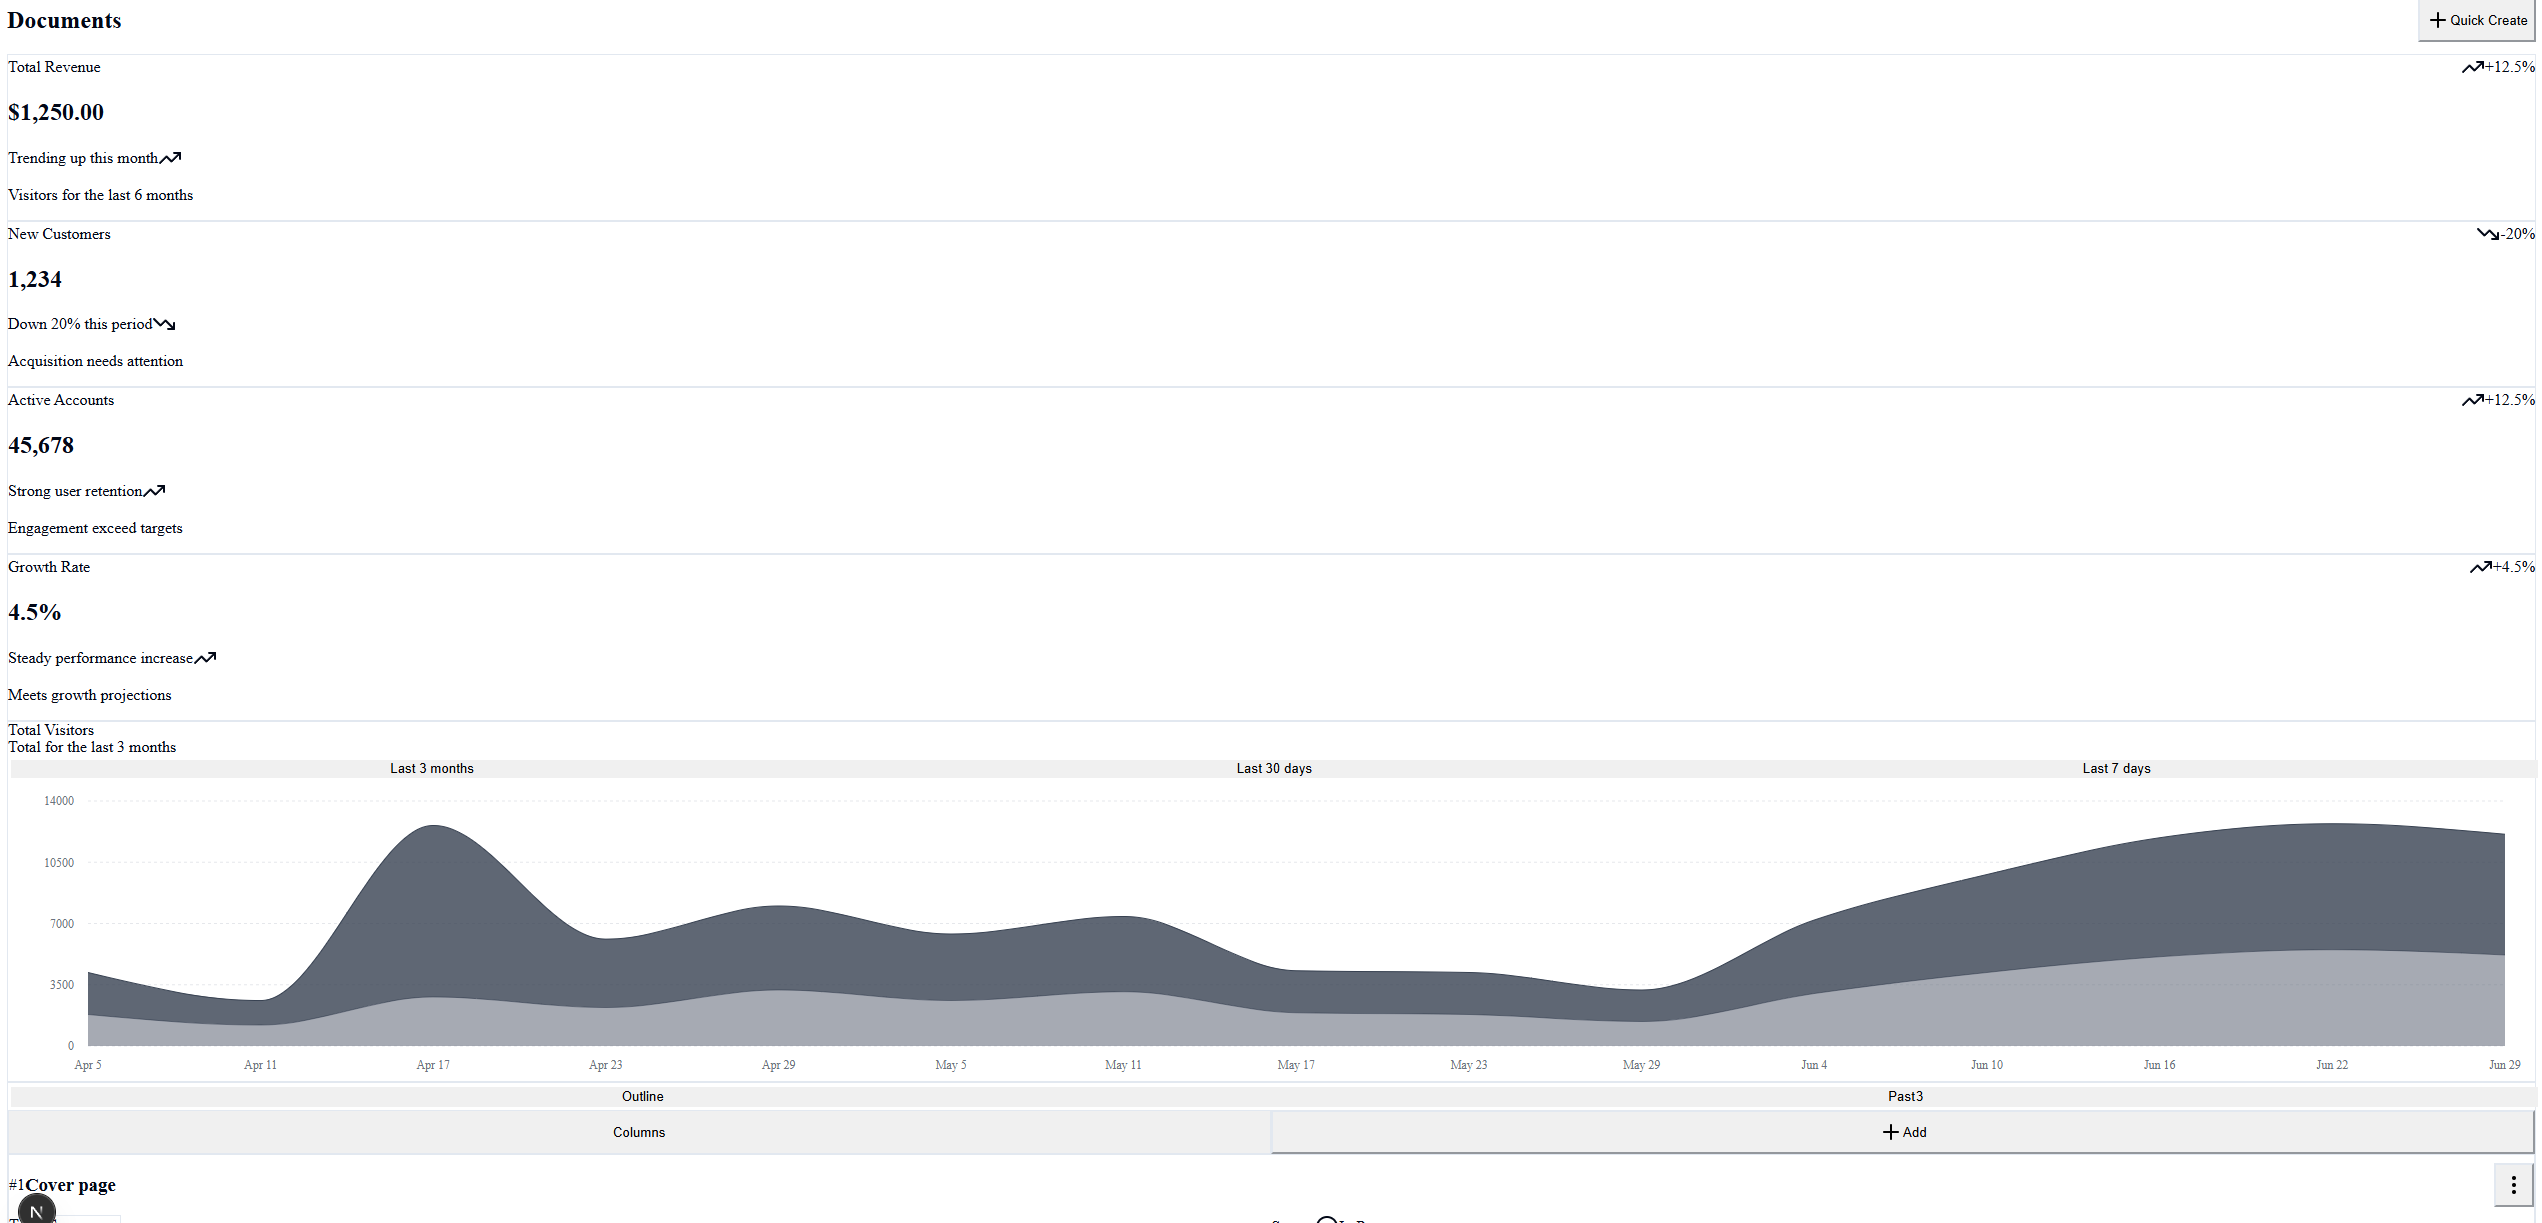 Documents
Quick Create
Total Revenue
+12.5%
$1,250.00
Trending up this month
Visitors for the last 6 months
New Customers
-20%
1,234
Down 20% this period
Acquisition needs attention
Active Accounts
+12.5%
45,678
Strong user retention
Engagement exceed targets
Growth Rate
+4.5%
4.5%
Steady performance increase
Meets growth projections
Total Visitors
Total for the last 3 months
Last 3 months
Last 30 days
Last 7 days
14000
10500
7000
3500
0
Apr 5
Apr 11
Apr 17
Apr 23
Apr 29
May 5
May 11
May 17
May 23
May 29
Jun 4
Jun 10
Jun 16
Jun 22
Jun 29
Outline
Past3
Columns
Add
#1Cover page
N